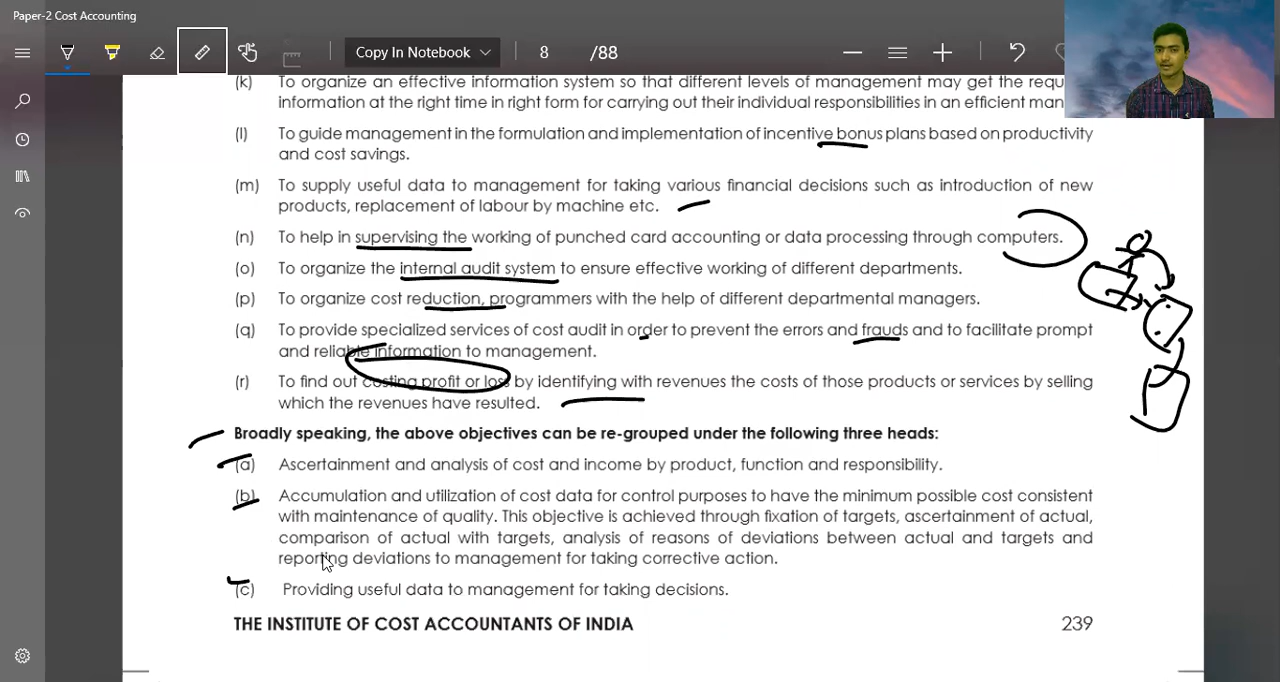 Paper-2 Cost Accounting
Copy In Notebook
8 /88
(k) To organize an effective information system so that different levels of management may get the requ
information at the right time in right form for carrying out their individual responsibilities in an efficient man
(l) To guide management in the formulation and implementation of incentive bonus plans based on productivity
and cost savings.
(m) To supply useful data to management for taking various financial decisions such as introduction of new
products, replacement of labour by machine etc.
(n) To help in supervising the working of punched card accounting or data processing through computers.
(o) To organize the internal audit system to ensure effective working of different departments.
(p) To organize cost reduction, programmers with the help of different departmental managers.
(q) To provide specialized services of cost audit in order to prevent the errors and frauds and to facilitate prompt
and reliable information to management.
(r) To find out costing profit or loss by identifying with revenues the costs of those products or services by selling
which the revenues have resulted.
Broadly speaking, the above objectives can be re-grouped under the following three heads:
(a) Ascertainment and analysis of cost and income by product, function and responsibility.
(b) Accumulation and utilization of cost data for control purposes to have the minimum possible cost consistent
with maintenance of quality. This objective is achieved through fixation of targets, ascertainment of actual,
comparison of actual with targets, analysis of reasons of deviations between actual and targets and
reporting deviations to management for taking corrective action.
(c) Providing useful data to management for taking decisions.
THE INSTITUTE OF COST ACCOUNTANTS OF INDIA 239